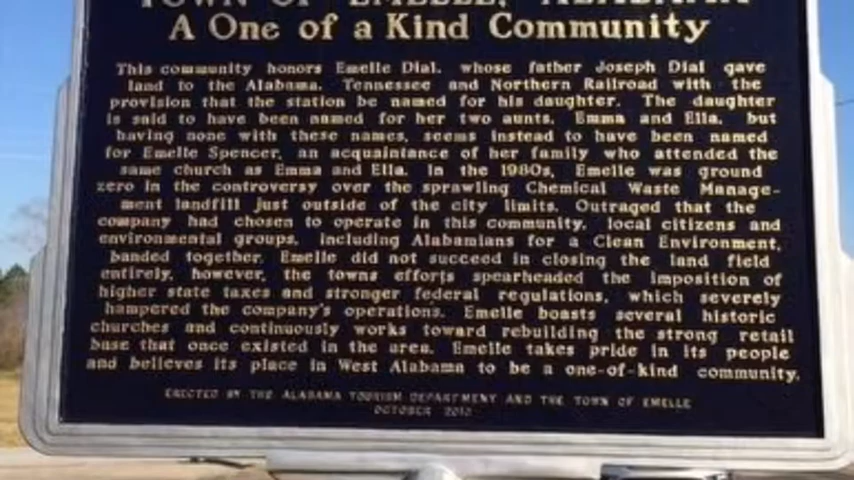 TOWN OF EMELLE, ALABAMA
A One of a Kind Community
This community honors Emelle Dial, whose father Joseph Dial gave
land to the Alabama, Tennessee and Northern Railroad with the
provision that the station be named for his daughter. The daughter
is said to have been named for her two aunts, Emma and Ella, but
having none with these names, seems instead to have been named
for Emelle Spencer, an acquaintance of her family who attended the
same church as Emma and Ella. In the 1980s, Emelle was ground
zero in the controversy over the sprawling Chemical Waste Manage-
ment landfill just outside of the city limits. Outraged that the
company had chosen to operate in this community, local citizens and
environmental groups, including Alabamians for a Clean Environment,
banded together. Emelle did not succeed in closing the land field
entirely, however, the towns efforts spearheaded the imposition of
higher state taxes and stronger federal regulations, which severely
hampered the company's operations. Emelle boasts several historic
churches and continuously works toward rebuilding the strong retail
base that once existed in the area. Emelle takes pride in its people
and believes its place in West Alabama to be a one-of-kind community.
ERECTED BY THE ALABAMA TOURISM DEPARTMENT AND THE TOWN OF EMELLE
OCTOBER